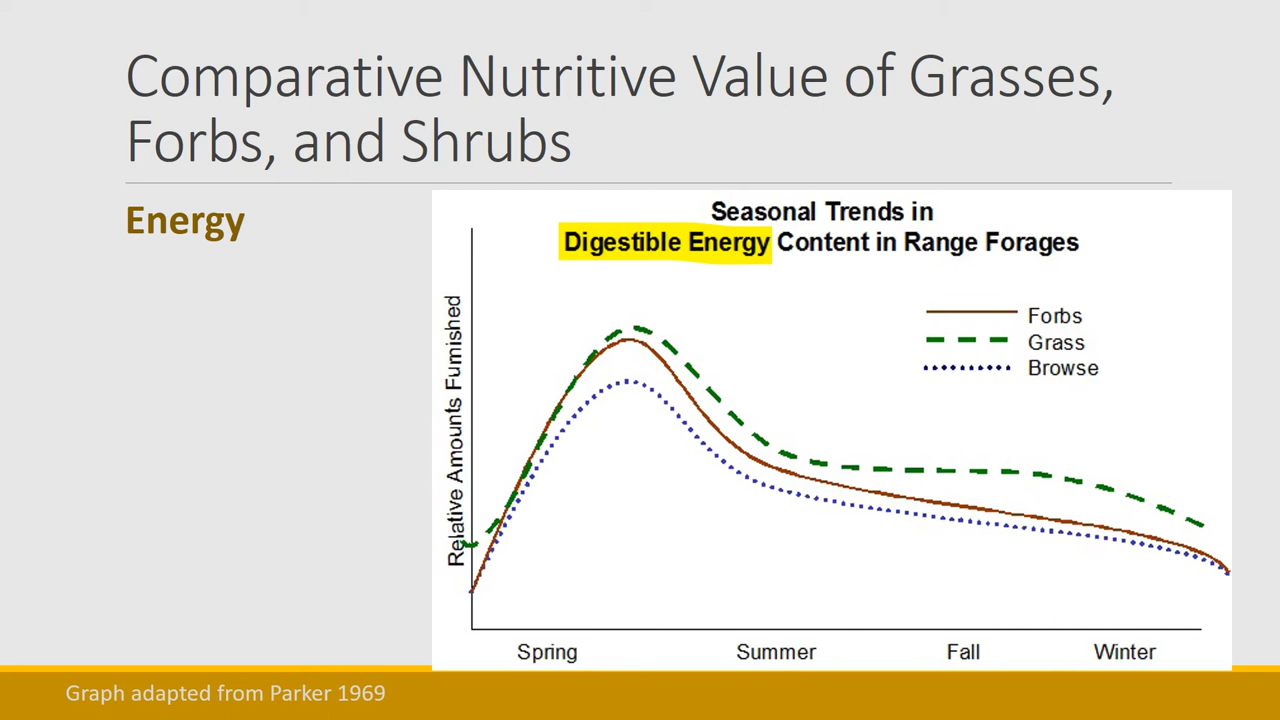 Comparative Nutritive Value of Grasses,
Forbs, and Shrubs
Energy
Seasonal Trends in
Digestible Energy Content in Range Forages
Relative Amounts Furnished
Forbs
Grass
Browse
Spring
Summer
Fall
Winter
Graph adapted from Parker 1969